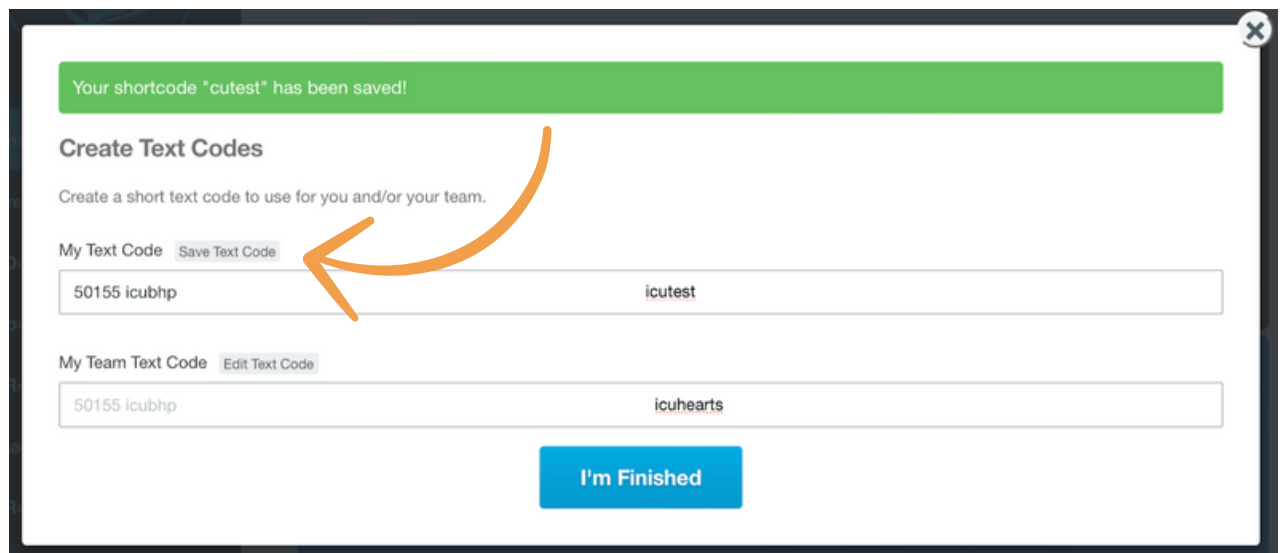 Your shortcode "cutest" has been saved!
Create Text Codes
Create a short text code to use for you and/or your team.
My Text Code Save Text Code
50155 icubhp icutest
My Team Text Code Edit Text Code
50155 icubhp icuhearts
I'm Finished